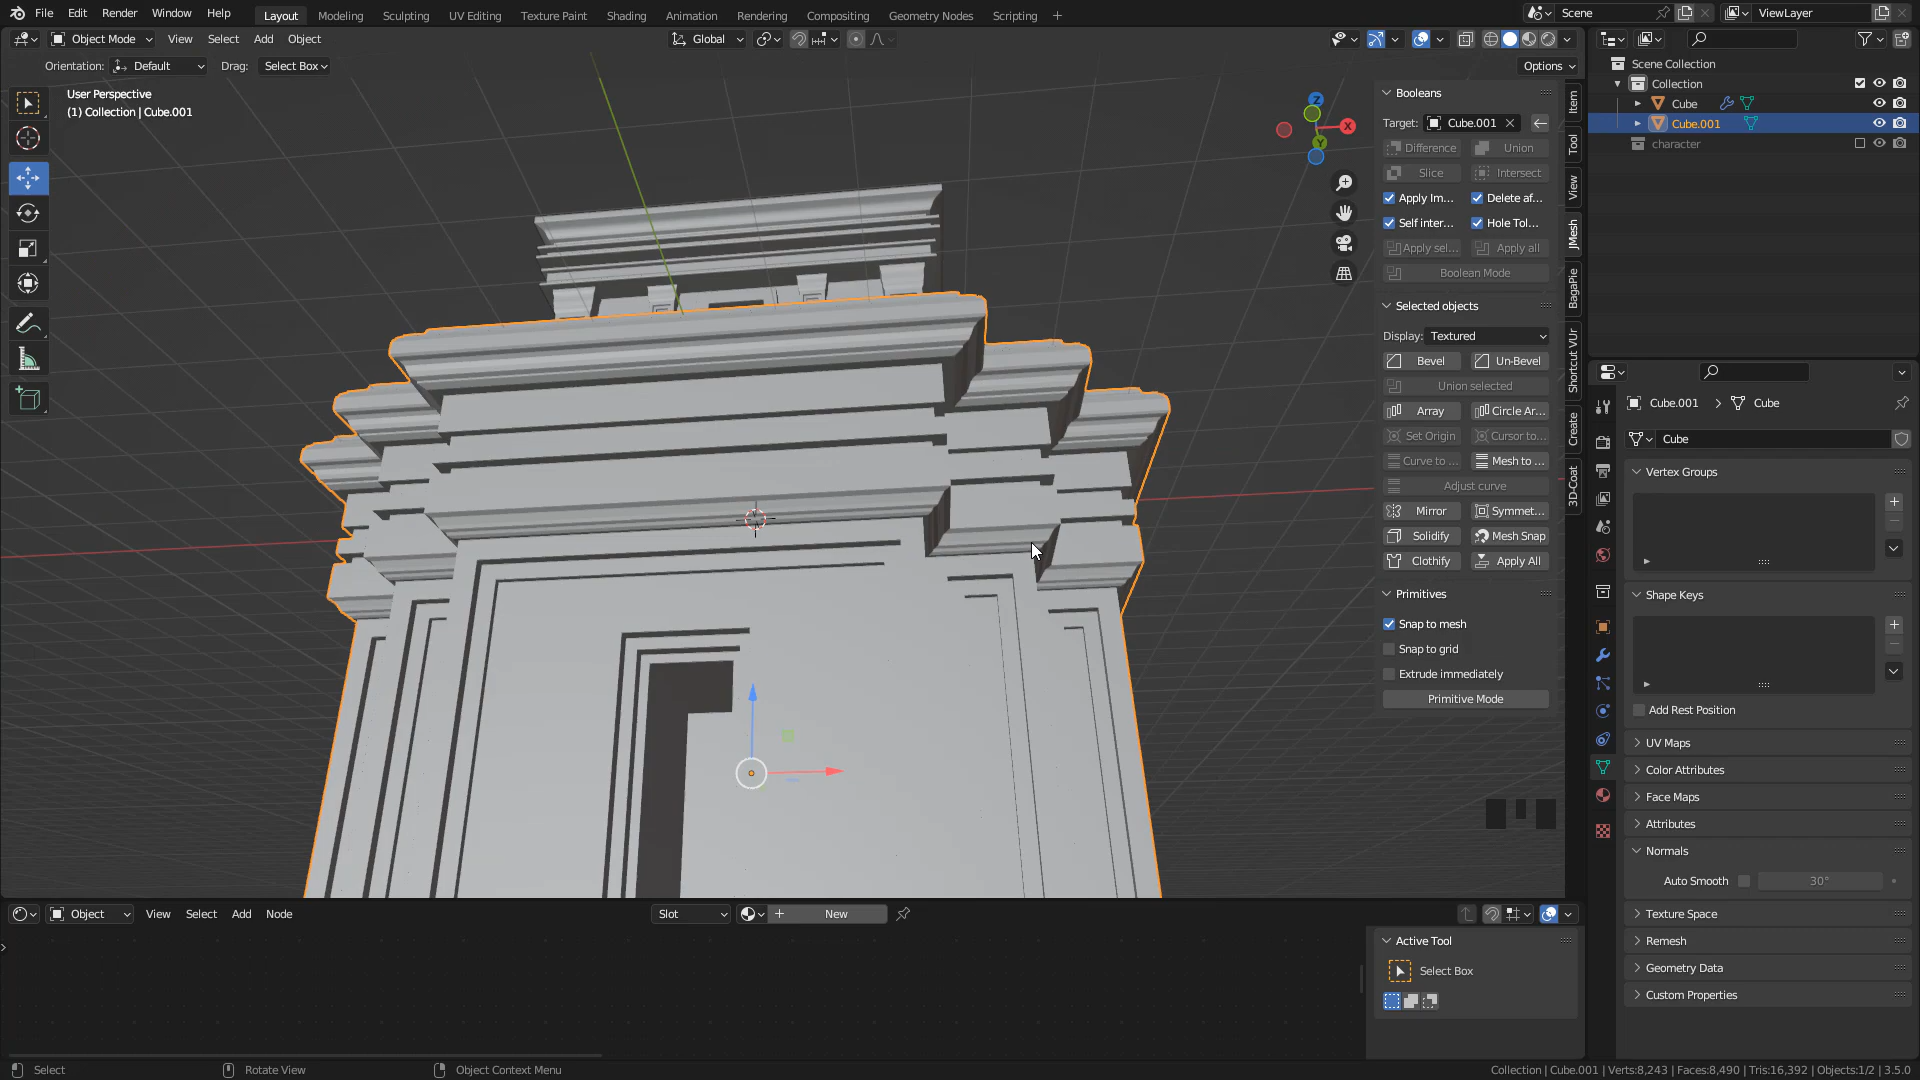 File Edit Render Window Help Layout Modeling Sculpting UV Editing Texture Paint Shading Animation Rendering Compositing Geometry Nodes Scripting + Scene ViewLayer
Object Mode View Select Add Object Global
Orientation: Default Drag: Select Box Options
User Perspective
(1) Collection | Cube.001
Z
X
Y
Booleans
Target: Cube.001
Difference Union
Slice Intersect
Apply Im... Delete af...
Self inter... Hole Tol...
Apply sel... Apply all
Boolean Mode
Selected objects
Display: Textured
Bevel Un-Bevel
Union selected
Array Circle Ar...
Set Origin Cursor to...
Curve to ... Mesh to ...
Adjust curve
Mirror Symmet...
Solidify Mesh Snap
Clothify Apply All
Primitives
Snap to mesh
Snap to grid
Extrude immediately
Primitive Mode
Item
Tool
View
JMesh
BagaPie
Shortcut VUr
Create
3D-Coat
Scene Collection
Collection
Cube
Cube.001
character
Cube.001 Cube
Cube
Vertex Groups
Shape Keys
Add Rest Position
UV Maps
Color Attributes
Face Maps
Attributes
Normals
Auto Smooth 30°
Texture Space
Remesh
Geometry Data
Custom Properties
Object View Select Add Node Slot New
Active Tool
Select Box
Select Rotate View Object Context Menu Collection | Cube.001 | Verts:8,243 | Faces:8,490 | Tris:16,392 | Objects:1/2 | 3.5.0